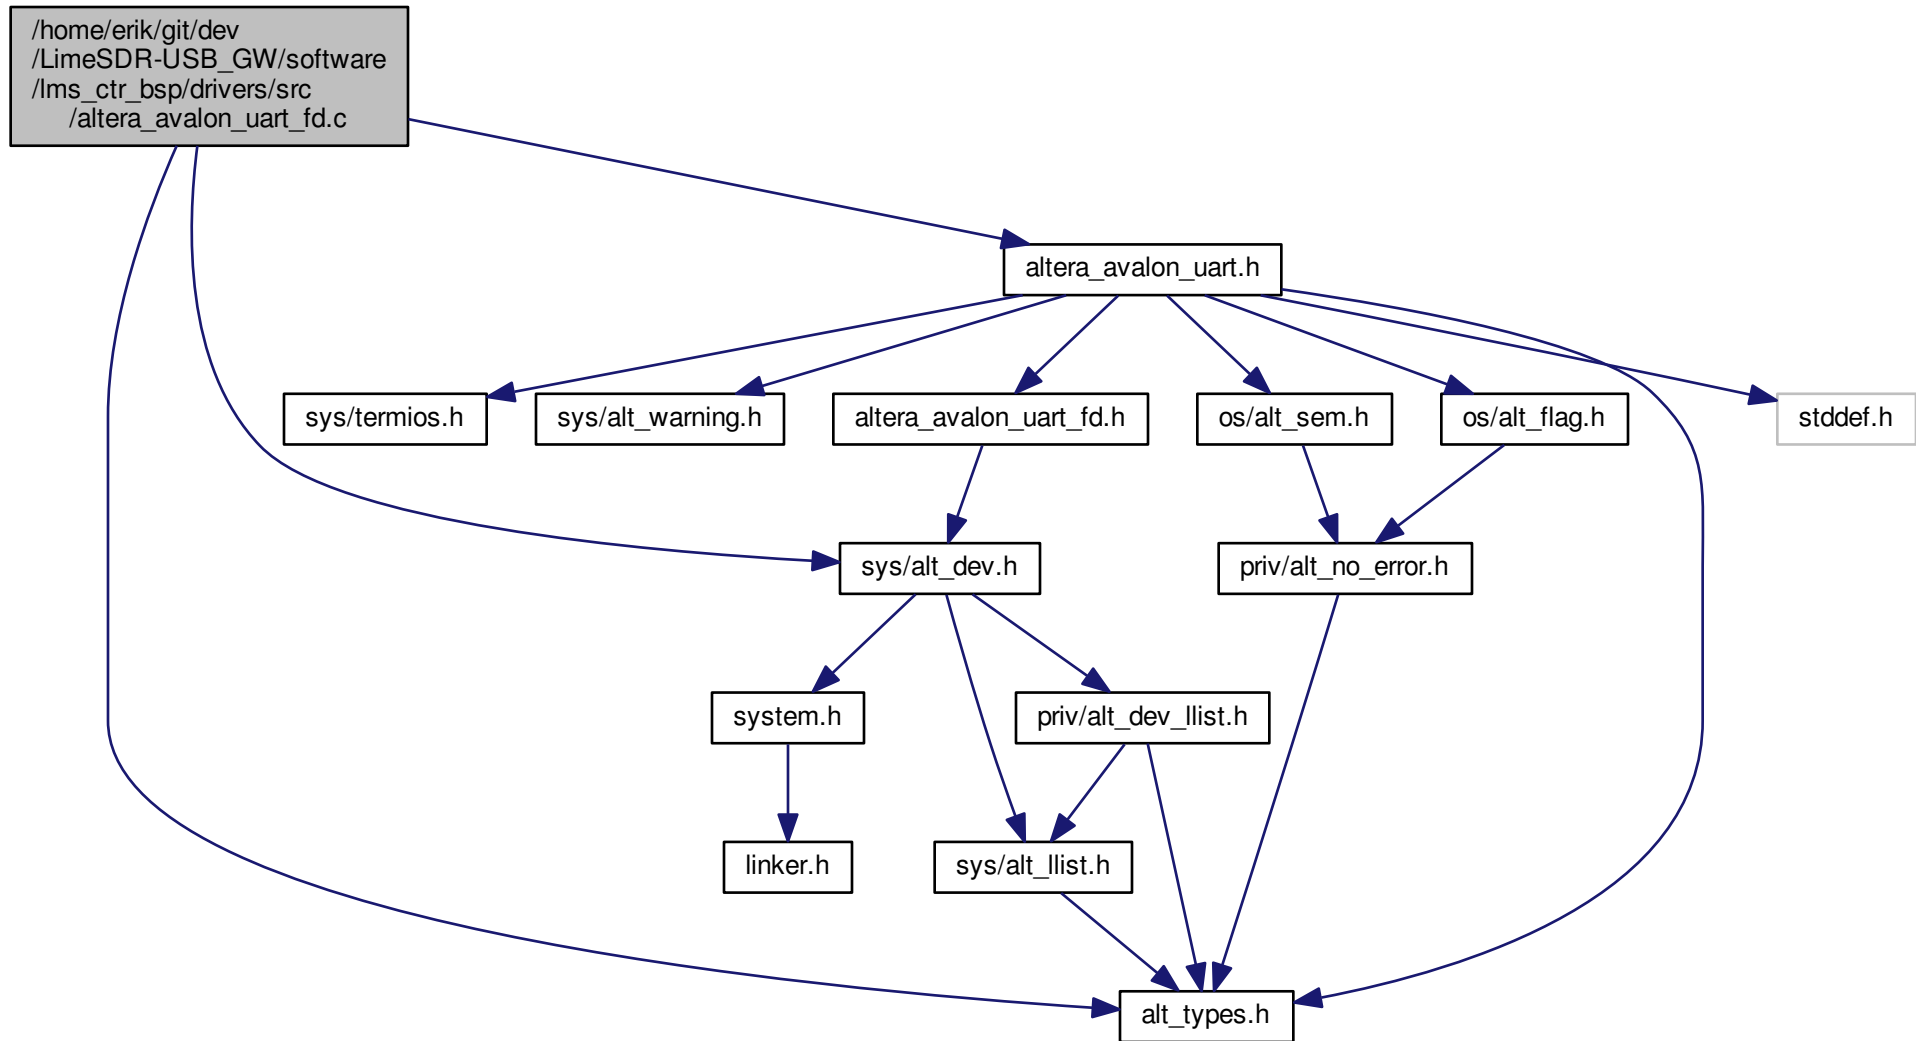 /home/erik/git/dev
/LimeSDR-USB_GW/software
/lms_ctr_bsp/drivers/src
/altera_avalon_uart_fd.c
altera_avalon_uart.h
sys/termios.h
sys/alt_warning.h
altera_avalon_uart_fd.h
os/alt_sem.h
os/alt_flag.h
stddef.h
sys/alt_dev.h
priv/alt_no_error.h
system.h
priv/alt_dev_llist.h
linker.h
sys/alt_llist.h
alt_types.h